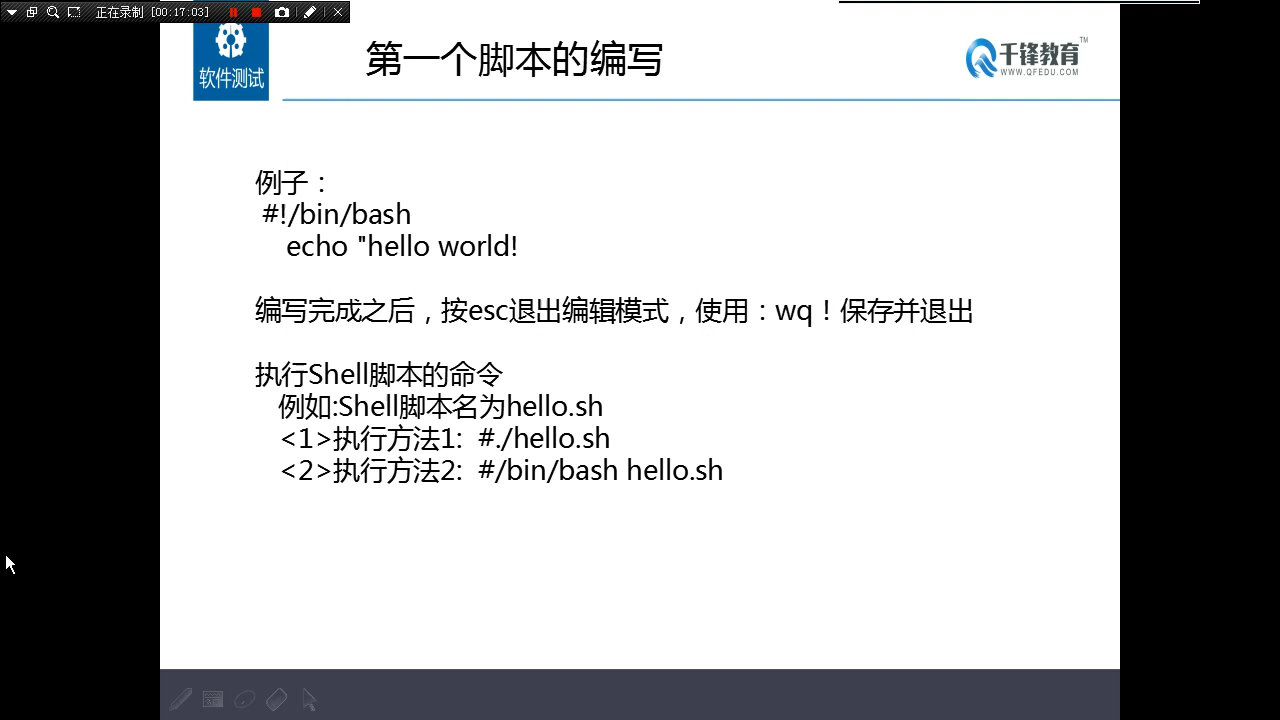 正在录制 [00:17:03]
软件测试
第一个脚本的编写
千锋教育 TM
WWW.QFEDU.COM
例子：
#!/bin/bash
echo "hello world!
编写完成之后，按esc退出编辑模式，使用：wq！保存并退出
执行Shell脚本的命令
例如:Shell脚本名为hello.sh
<1>执行方法1: #./hello.sh
<2>执行方法2: #/bin/bash hello.sh